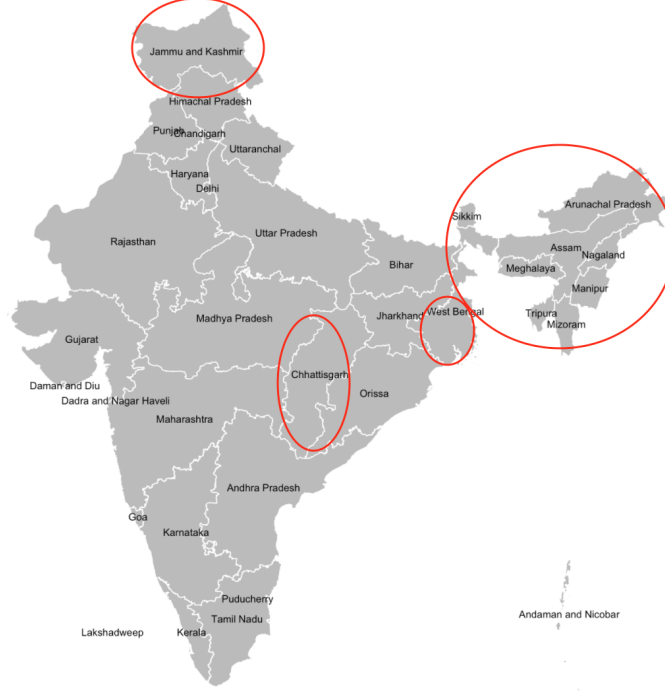 Jammu and Kashmir
Himachal Pradesh
Punjab
Chandigarh
Uttaranchal
Haryana
Delhi
Arunachal Pradesh
Sikkim
Rajasthan
Uttar Pradesh
Assam
Nagaland
Bihar
Meghalaya
Manipur
Madhya Pradesh
Jharkhand
West Bengal
Tripura
Mizoram
Gujarat
Chhattisgarh
Daman and Diu
Orissa
Dadra and Nagar Haveli
Maharashtra
Andhra Pradesh
Goa
Karnataka
Puducherry
Andaman and Nicobar
Tamil Nadu
Lakshadweep
Kerala